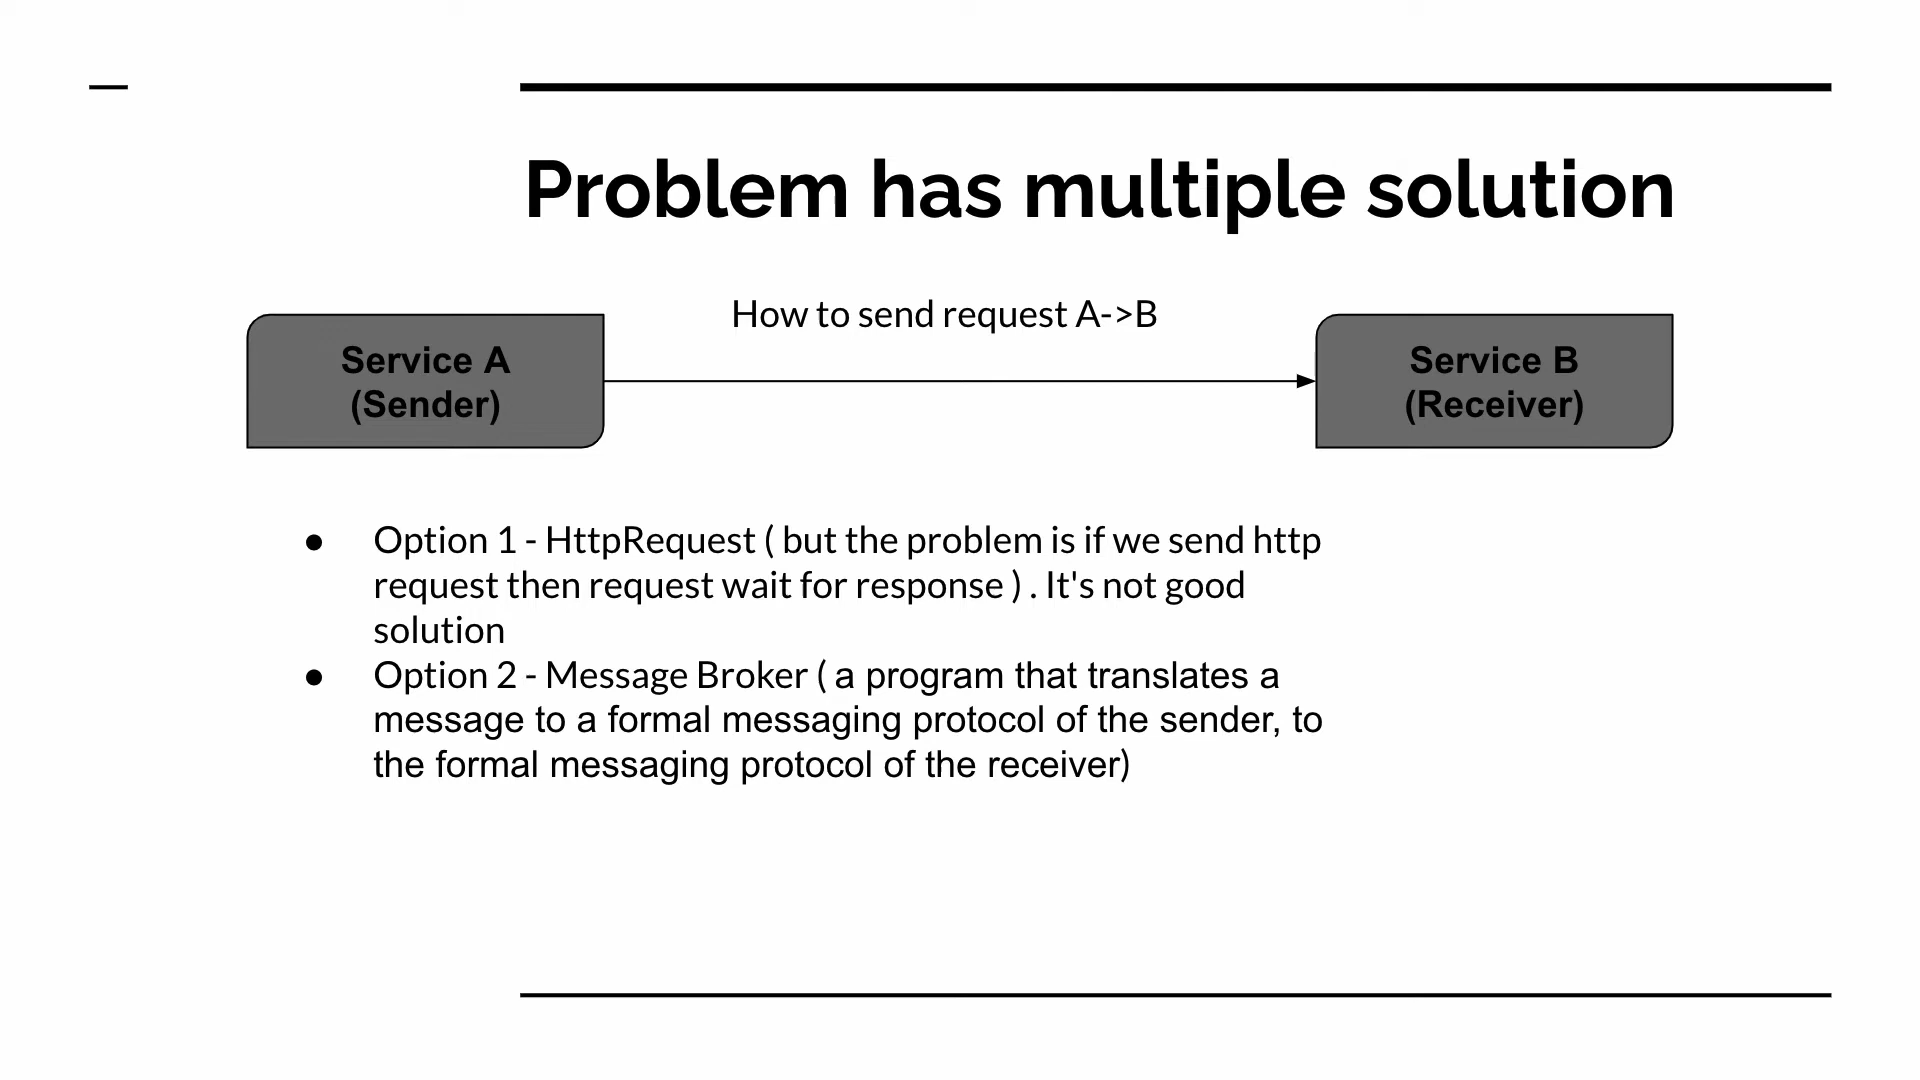 Problem has multiple solution
How to send request A->B
Service A
(Sender)
Service B
(Receiver)
● Option 1 - HttpRequest ( but the problem is if we send http
request then request wait for response ) . It's not good
solution
● Option 2 - Message Broker ( a program that translates a
message to a formal messaging protocol of the sender, to
the formal messaging protocol of the receiver)